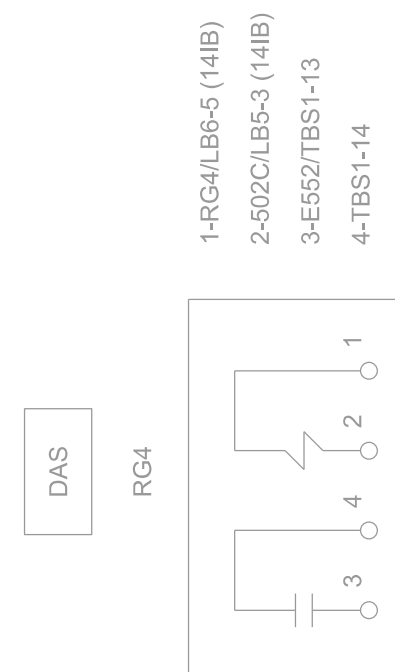 1-RG4/LB6-5 (14IB)
2-502C/LB5-3 (14IB)
3-E552/TBS1-13
4-TBS1-14
DAS
RG4
1
2
4
3